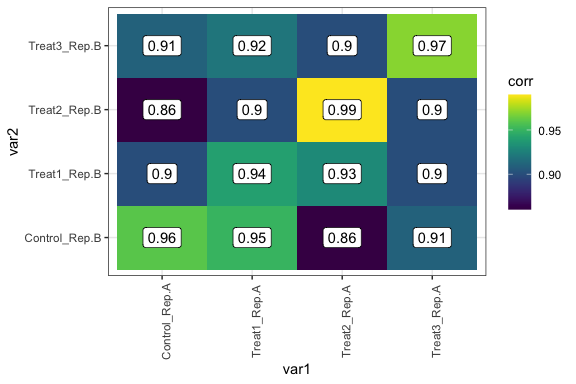 Treat3_Rep.B 0.91 0.92 0.9 0.97
Treat2_Rep.B 0.86 0.9 0.99 0.9
Treat1_Rep.B 0.9 0.94 0.93 0.9
Control_Rep.B 0.96 0.95 0.86 0.91
var2
Control_Rep.A Treat1_Rep.A Treat2_Rep.A Treat3_Rep.A
var1
corr
0.95
0.90